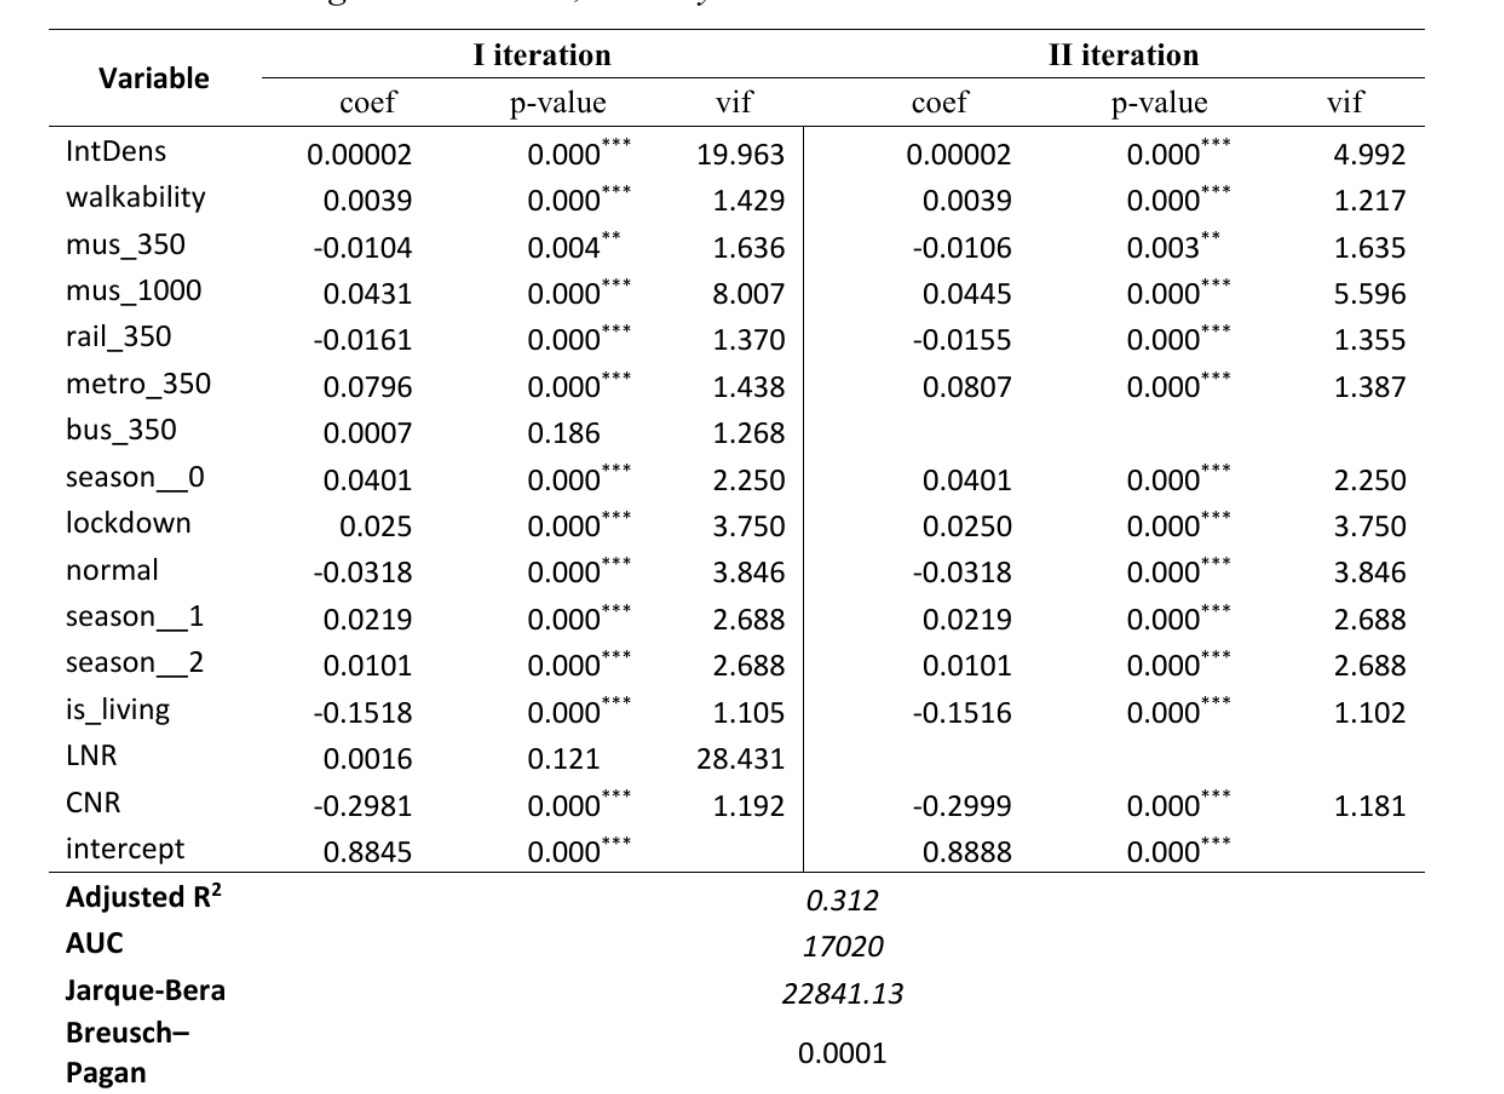 I iteration II iteration
Variable
coef p-value vif coef p-value vif
IntDens 0.00002 0.000*** 19.963 0.00002 0.000*** 4.992
walkability 0.0039 0.000*** 1.429 0.0039 0.000*** 1.217
mus_350 -0.0104 0.004** 1.636 -0.0106 0.003** 1.635
mus_1000 0.0431 0.000*** 8.007 0.0445 0.000*** 5.596
rail_350 -0.0161 0.000*** 1.370 -0.0155 0.000*** 1.355
metro_350 0.0796 0.000*** 1.438 0.0807 0.000*** 1.387
bus_350 0.0007 0.186 1.268
season__0 0.0401 0.000*** 2.250 0.0401 0.000*** 2.250
lockdown 0.025 0.000*** 3.750 0.0250 0.000*** 3.750
normal -0.0318 0.000*** 3.846 -0.0318 0.000*** 3.846
season__1 0.0219 0.000*** 2.688 0.0219 0.000*** 2.688
season__2 0.0101 0.000*** 2.688 0.0101 0.000*** 2.688
is_living -0.1518 0.000*** 1.105 -0.1516 0.000*** 1.102
LNR 0.0016 0.121 28.431
CNR -0.2981 0.000*** 1.192 -0.2999 0.000*** 1.181
intercept 0.8845 0.000*** 0.8888 0.000***
Adjusted R² 0.312
AUC 17020
Jarque-Bera 22841.13
Breusch–
Pagan 0.0001